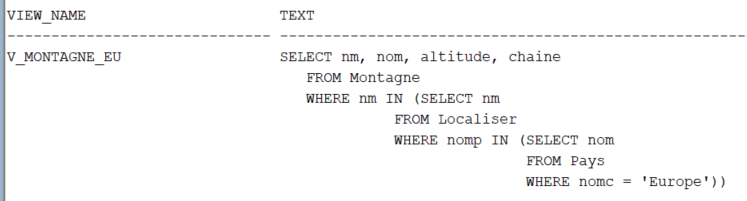 VIEW_NAME                      TEXT
------------------------------ ------------------------------------------------------
V_MONTAGNE_EU                  SELECT nm, nom, altitude, chaine
                                  FROM Montagne
                                  WHERE nm IN (SELECT nm
                                            FROM Localiser
                                            WHERE nomp IN (SELECT nom
                                                           FROM Pays
                                                           WHERE nomc = 'Europe'))